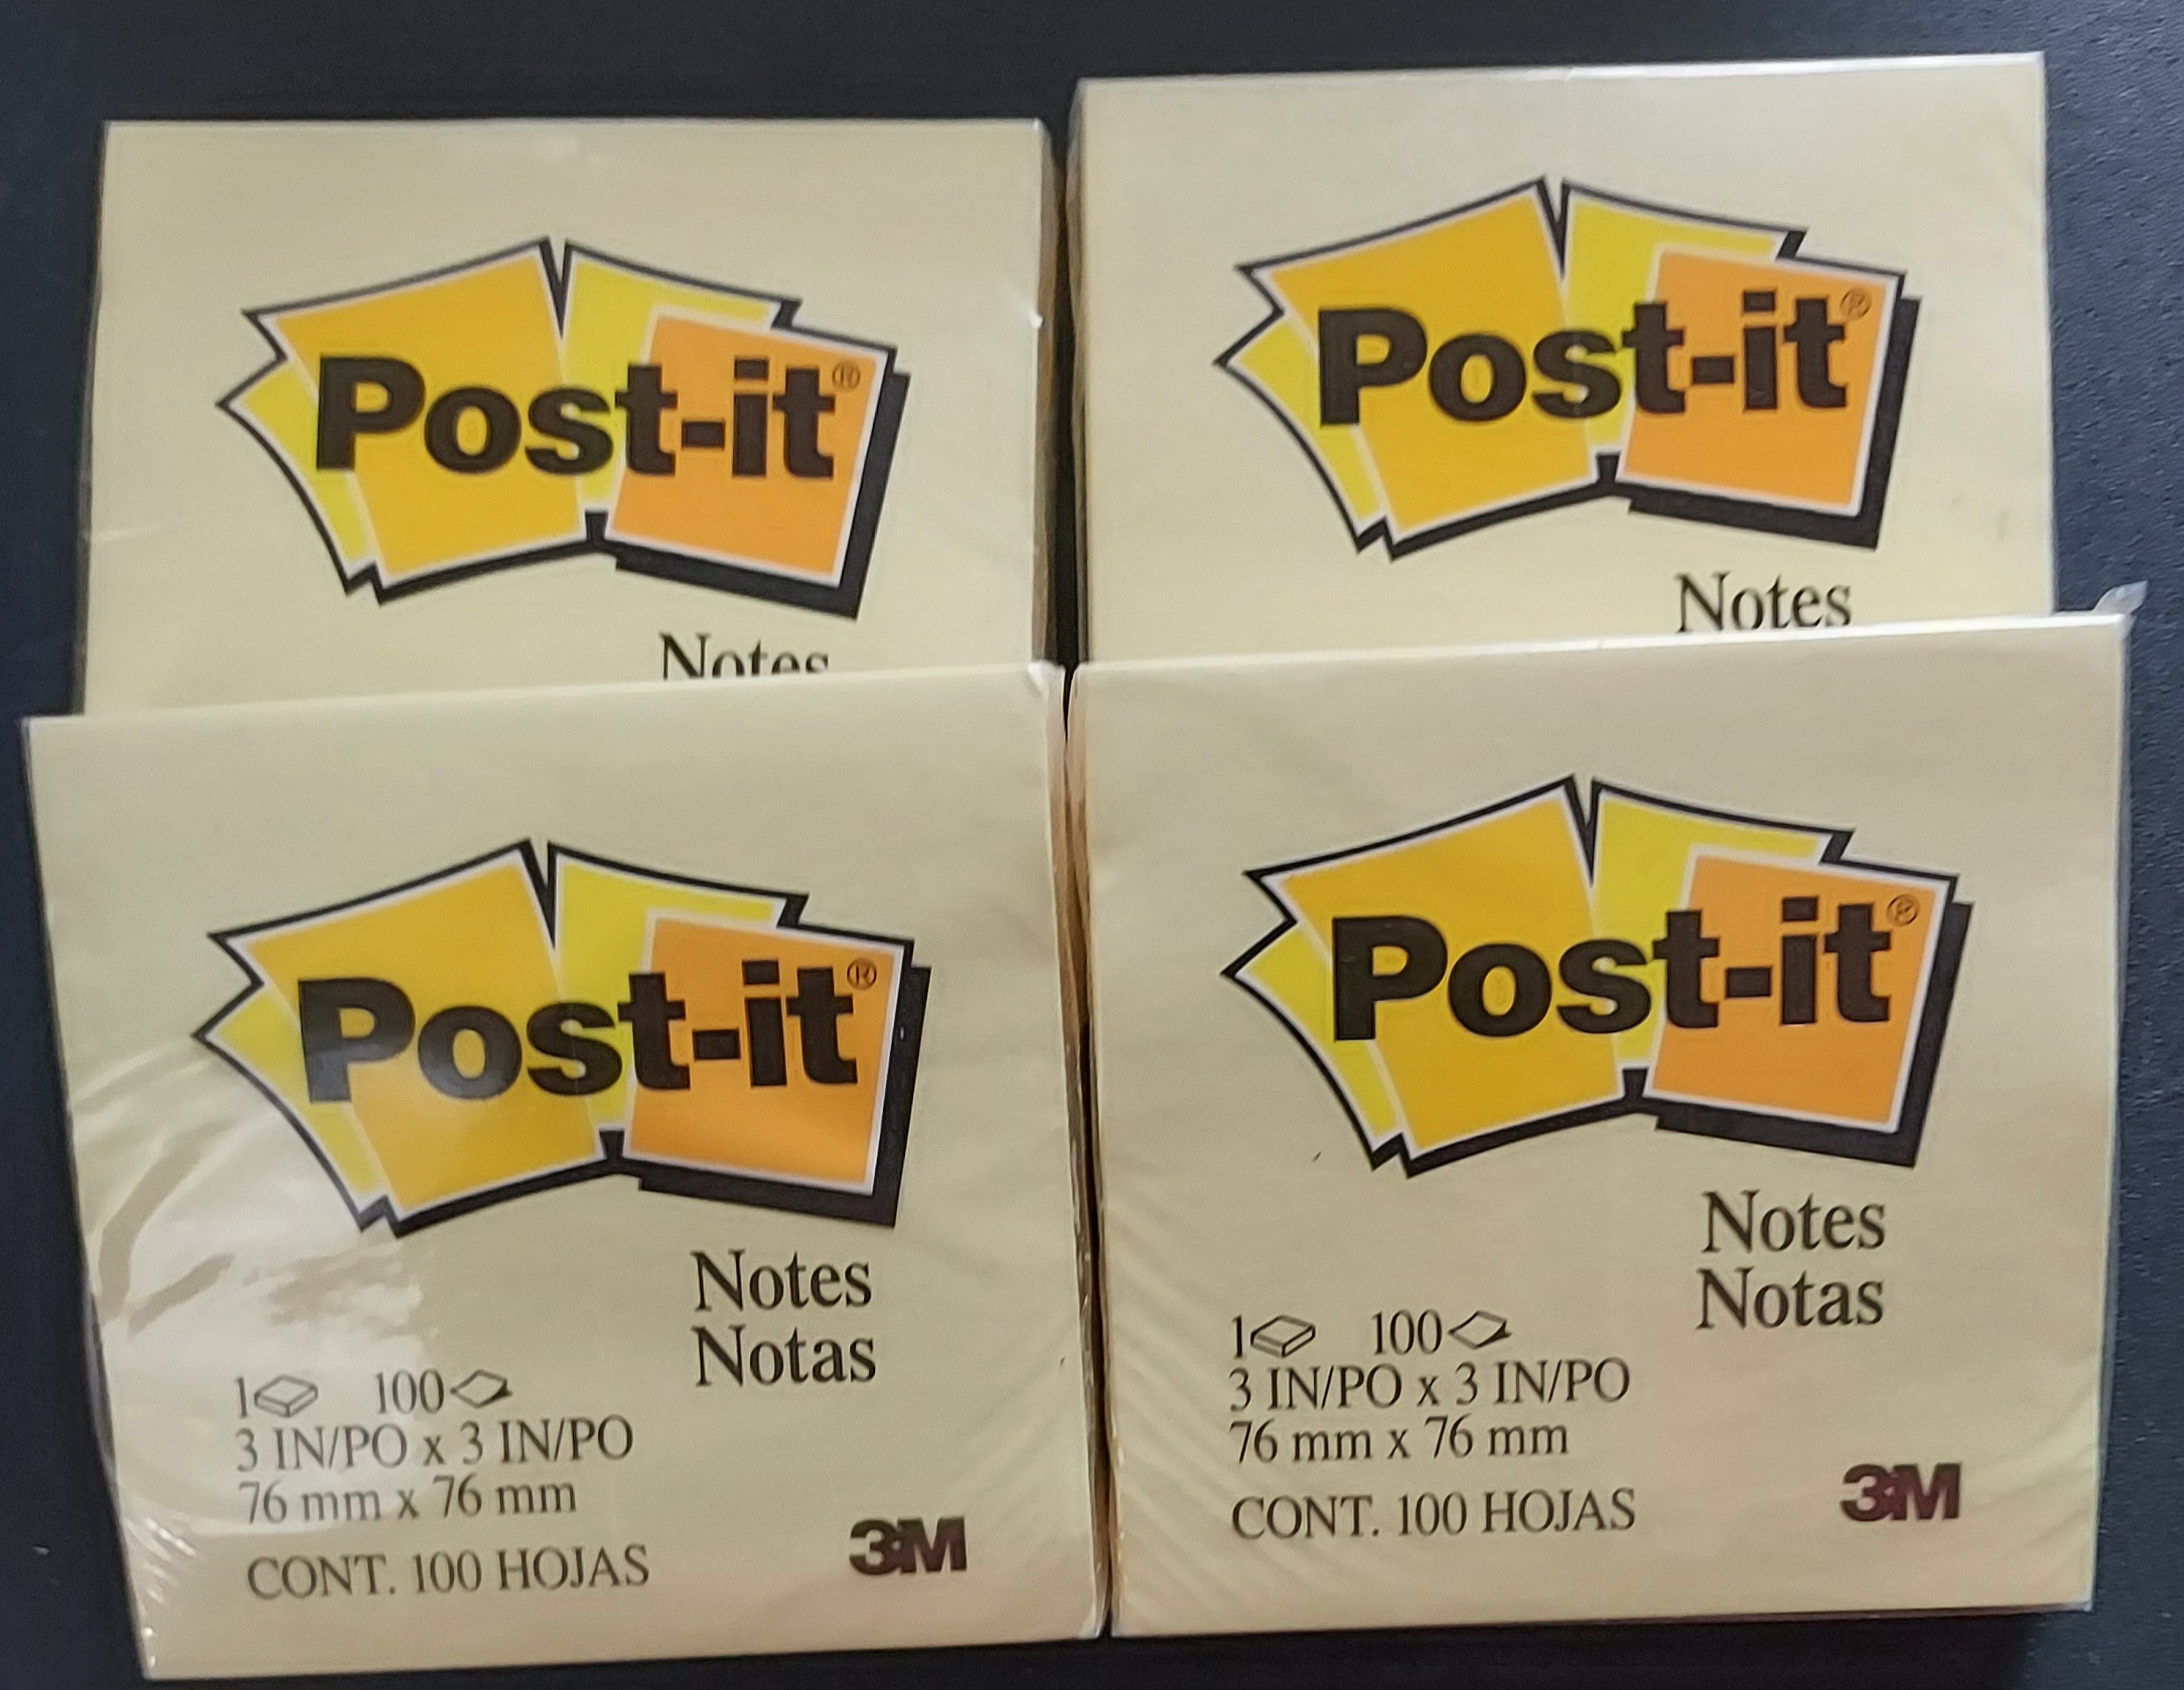 Post-it®
Notes
Post-it®
Notes
Post-it®
Notes
Notas
1 100
3 IN/PO x 3 IN/PO
76 mm x 76 mm
CONT. 100 HOJAS
3M
Post-it®
Notes
Notas
1 100
3 IN/PO x 3 IN/PO
76 mm x 76 mm
CONT. 100 HOJAS
3M